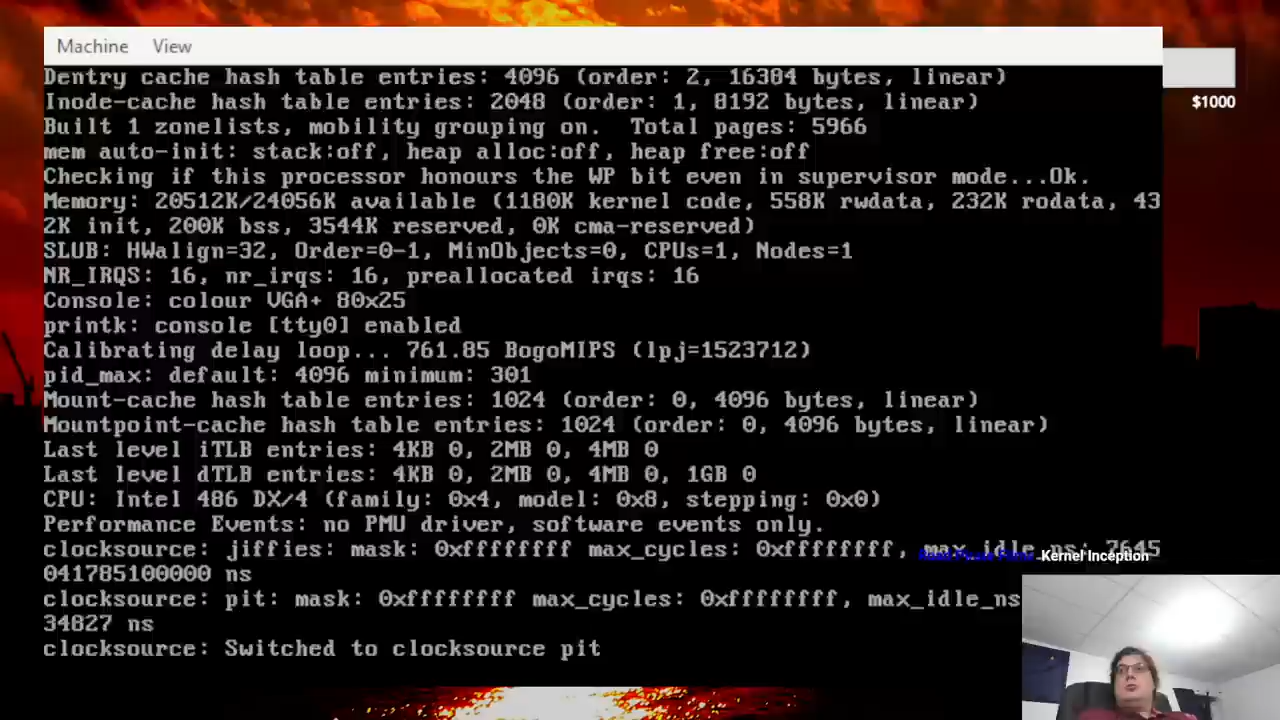 Machine View
$1000
Dentry cache hash table entries: 4096 (order: 2, 16384 bytes, linear)
Inode-cache hash table entries: 2048 (order: 1, 8192 bytes, linear)
Built 1 zonelists, mobility grouping on.  Total pages: 5966
mem auto-init: stack:off, heap alloc:off, heap free:off
Checking if this processor honours the WP bit even in supervisor mode...Ok.
Memory: 20512K/24056K available (1180K kernel code, 558K rwdata, 232K rodata, 43
2K init, 200K bss, 3544K reserved, 0K cma-reserved)
SLUB: HWalign=32, Order=0-1, MinObjects=0, CPUs=1, Nodes=1
NR_IRQS: 16, nr_irqs: 16, preallocated irqs: 16
Console: colour VGA+ 80x25
printk: console [tty0] enabled
Calibrating delay loop... 761.85 BogoMIPS (lpj=1523712)
pid_max: default: 4096 minimum: 301
Mount-cache hash table entries: 1024 (order: 0, 4096 bytes, linear)
Mountpoint-cache hash table entries: 1024 (order: 0, 4096 bytes, linear)
Last level iTLB entries: 4KB 0, 2MB 0, 4MB 0
Last level dTLB entries: 4KB 0, 2MB 0, 4MB 0, 1GB 0
CPU: Intel 486 DX/4 (family: 0x4, model: 0x8, stepping: 0x0)
Performance Events: no PMU driver, software events only.
clocksource: jiffies: mask: 0xffffffff max_cycles: 0xffffffff, max_idle_ns: 7645
Kernel Inception
041785100000 ns
clocksource: pit: mask: 0xffffffff max_cycles: 0xffffffff, max_idle_ns
34827 ns
clocksource: Switched to clocksource pit